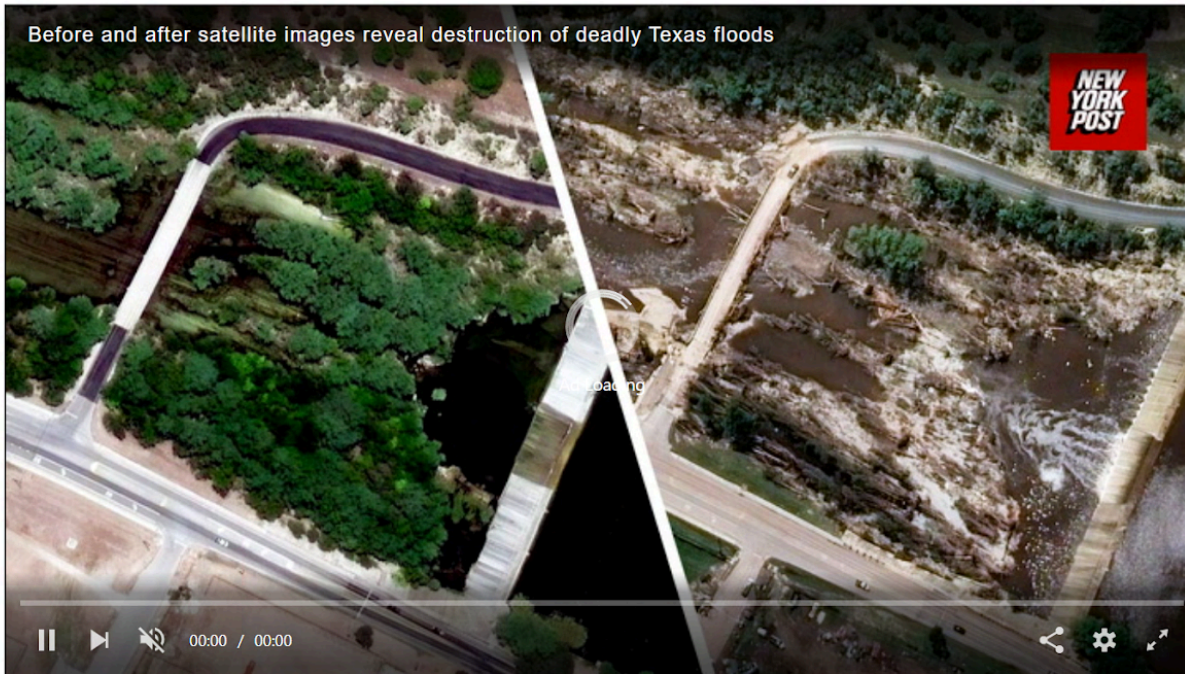 Before and after satellite images reveal destruction of deadly Texas floods
NEW
YORK
POST
Ad Loading
00:00 / 00:00